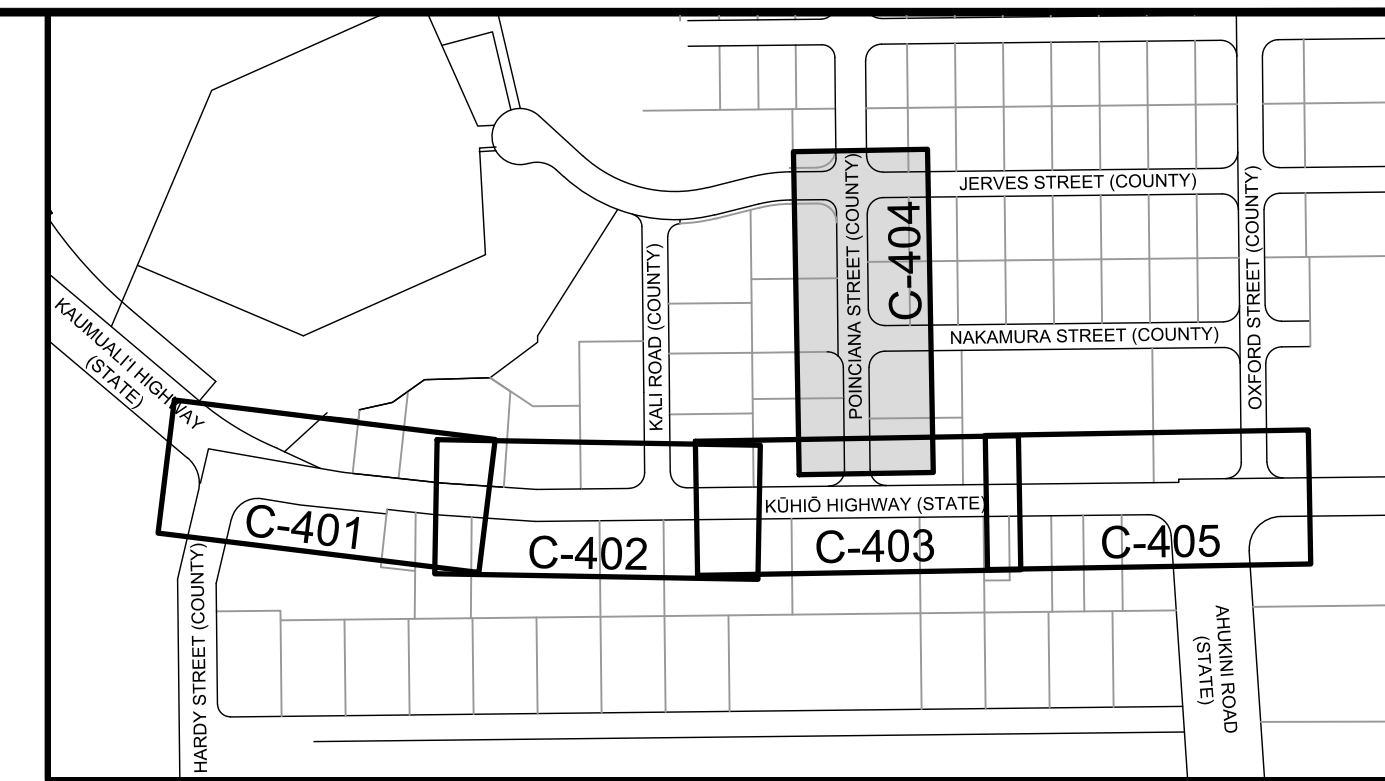 JERVES STREET (COUNTY)
POINCIANA STREET (COUNTY)
C-404
OXFORD STREET (COUNTY)
KALI ROAD (COUNTY)
KAUMUALI'I HIGHWAY
(STATE)
NAKAMURA STREET (COUNTY)
KŪHIŌ HIGHWAY (STATE)
C-401
C-402
C-403
C-405
HARDY STREET (COUNTY)
AHUKINI ROAD
(STATE)